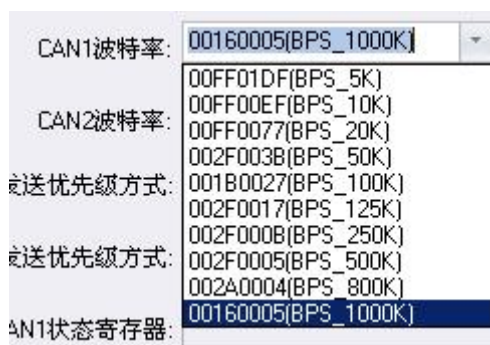 CAN1波特率: 00160005(BPS_1000K)
00FF01DF(BPS_5K)
00FF00EF(BPS_10K)
CAN2波特率: 00FF0077(BPS_20K)
002F003B(BPS_50K)
发送优先级方式: 001B0027(BPS_100K)
002F0017(BPS_125K)
002F000B(BPS_250K)
发送优先级方式: 002F0005(BPS_500K)
002A0004(BPS_800K)
00160005(BPS_1000K)
AN1状态寄存器: